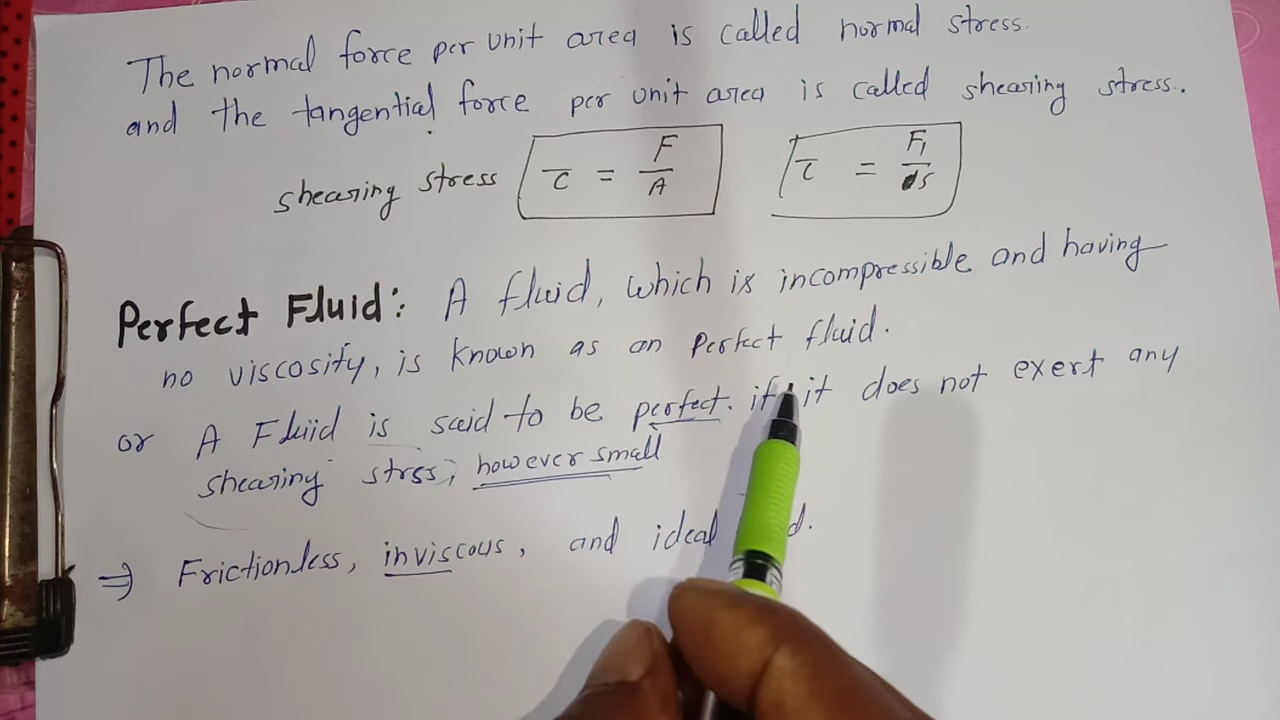 The normal force per unit area is called normal stress.
and the tangential force per unit area is called shearing stress..
shearing stress τ = F/A τ = F₁/ds
Perfect Fluid: A fluid, which is incompressible and having
no viscosity, is known as an perfect fluid.
or A Fluid is said to be perfect. if it does not exert any
shearing strss, however small
⇒ Frictionless, inviscous, and ideal